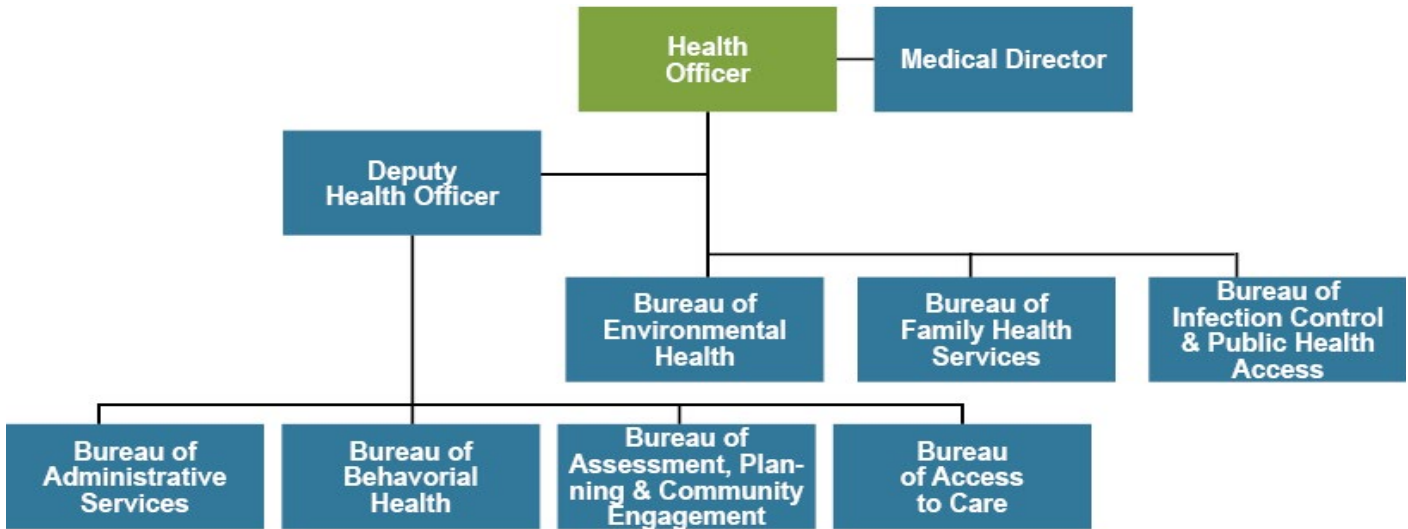 Health
Officer
Medical Director
Deputy
Health Officer
Bureau of
Environmental
Health
Bureau of
Family Health
Services
Bureau of
Infection Control
& Public Health
Access
Bureau of
Administrative
Services
Bureau of
Behavorial
Health
Bureau of
Assessment, Plan-
ning & Community
Engagement
Bureau
of Access
to Care